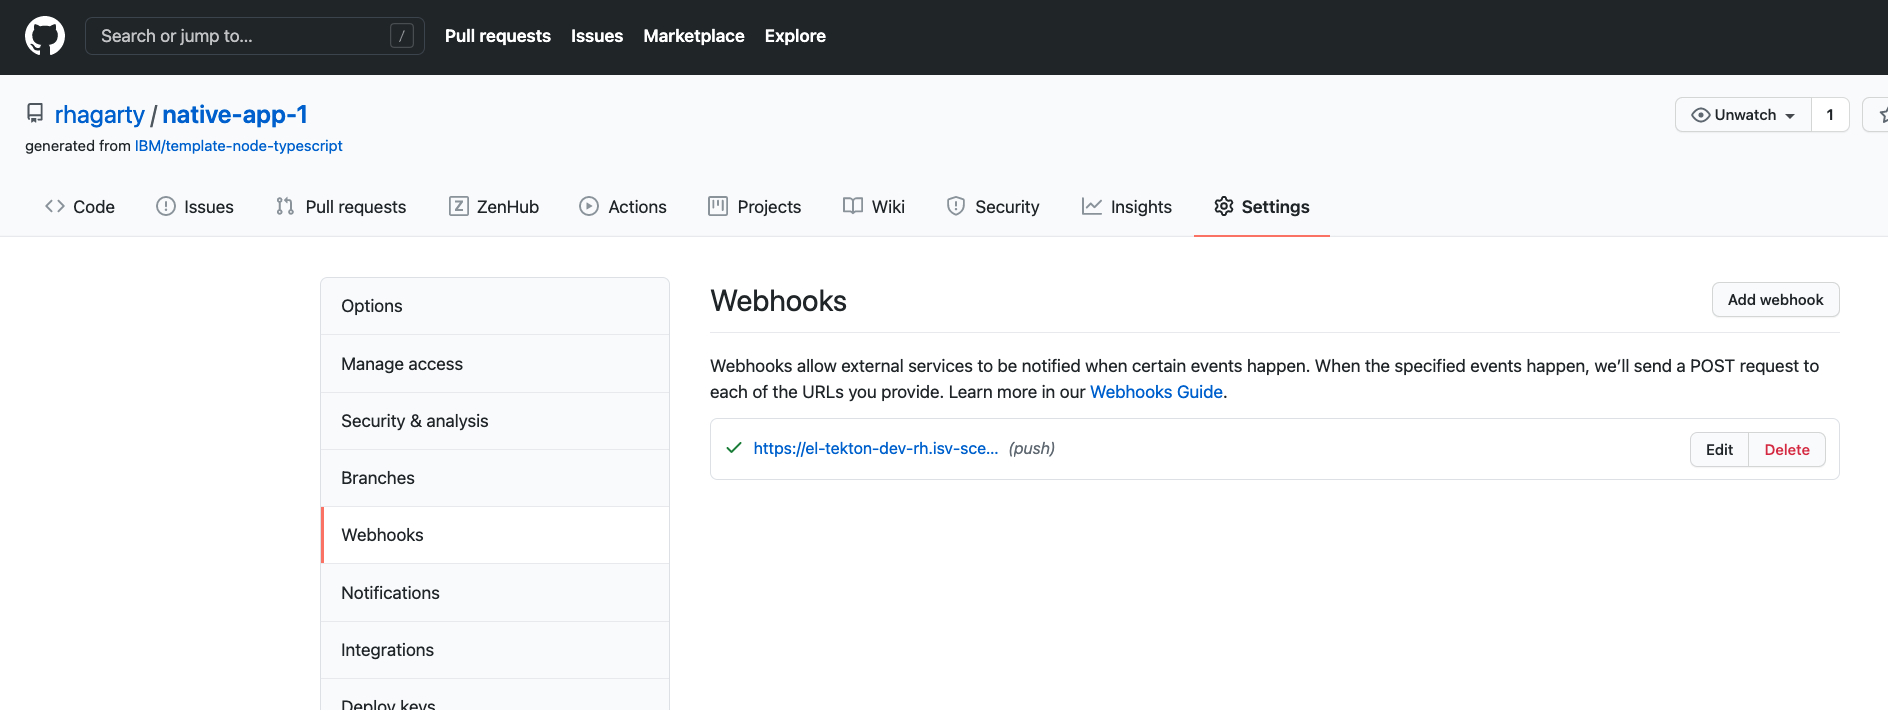 Search or jump to... /
Pull requests Issues Marketplace Explore
rhagarty / native-app-1
generated from IBM/template-node-typescript
Unwatch 1
Code Issues Pull requests ZenHub Actions Projects Wiki Security Insights Settings
Options
Manage access
Security & analysis
Branches
Webhooks
Notifications
Integrations
Deploy keys
Webhooks
Add webhook
Webhooks allow external services to be notified when certain events happen. When the specified events happen, we’ll send a POST request to
each of the URLs you provide. Learn more in our Webhooks Guide.
https://el-tekton-dev-rh.isv-sce... (push)
Edit Delete